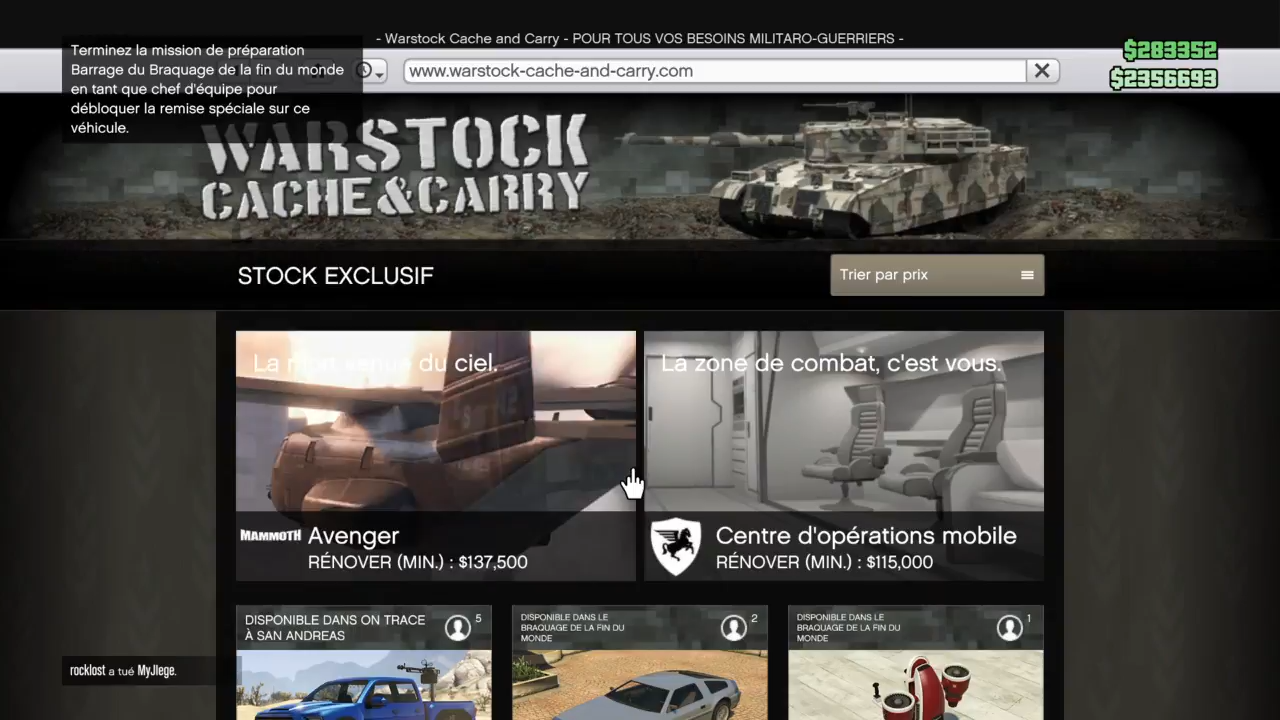 - Warstock Cache and Carry - POUR TOUS VOS BESOINS MILITARO-GUERRIERS -
Terminez la mission de préparation
Barrage du Braquage de la fin du monde
en tant que chef d'équipe pour
débloquer la remise spéciale sur ce
véhicule.
www.warstock-cache-and-carry.com
$283352
$2356693
WARSTOCK
CACHE&CARRY
STOCK EXCLUSIF
Trier par prix
La mort venue du ciel.
MAMMOTH
Avenger
RÉNOVER (MIN.) : $137,500
La zone de combat, c'est vous.
Centre d'opérations mobile
RÉNOVER (MIN.) : $115,000
DISPONIBLE DANS ON TRACE
À SAN ANDREAS
5
DISPONIBLE DANS LE
BRAQUAGE DE LA FIN DU
MONDE
2
DISPONIBLE DANS LE
BRAQUAGE DE LA FIN DU
MONDE
1
rocklost a tué MyJlege.